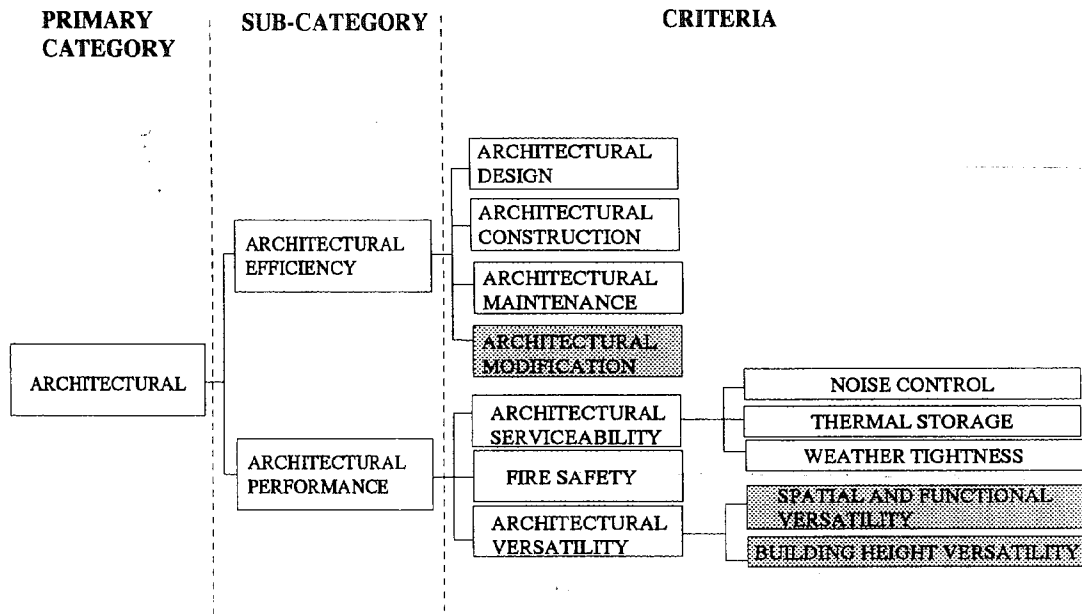 PRIMARY
CATEGORY
SUB-CATEGORY
CRITERIA
ARCHITECTURAL
ARCHITECTURAL
EFFICIENCY
ARCHITECTURAL
PERFORMANCE
ARCHITECTURAL
DESIGN
ARCHITECTURAL
CONSTRUCTION
ARCHITECTURAL
MAINTENANCE
ARCHITECTURAL
MODIFICATION
ARCHITECTURAL
SERVICEABILITY
FIRE SAFETY
ARCHITECTURAL
VERSATILITY
NOISE CONTROL
THERMAL STORAGE
WEATHER TIGHTNESS
SPATIAL AND FUNCTIONAL
VERSATILITY
BUILDING HEIGHT VERSATILITY